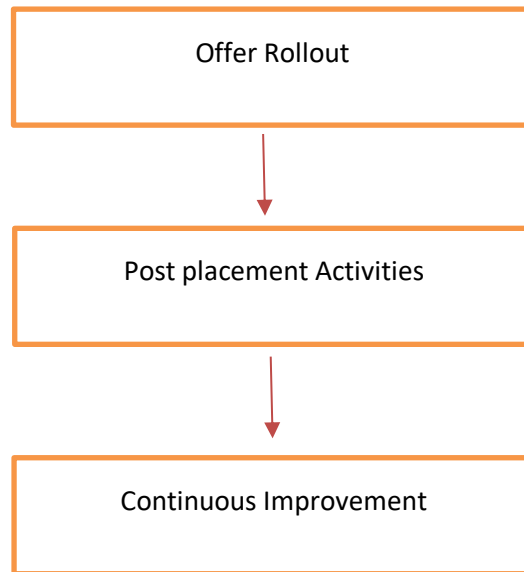 Offer Rollout
Post placement Activities
Continuous Improvement